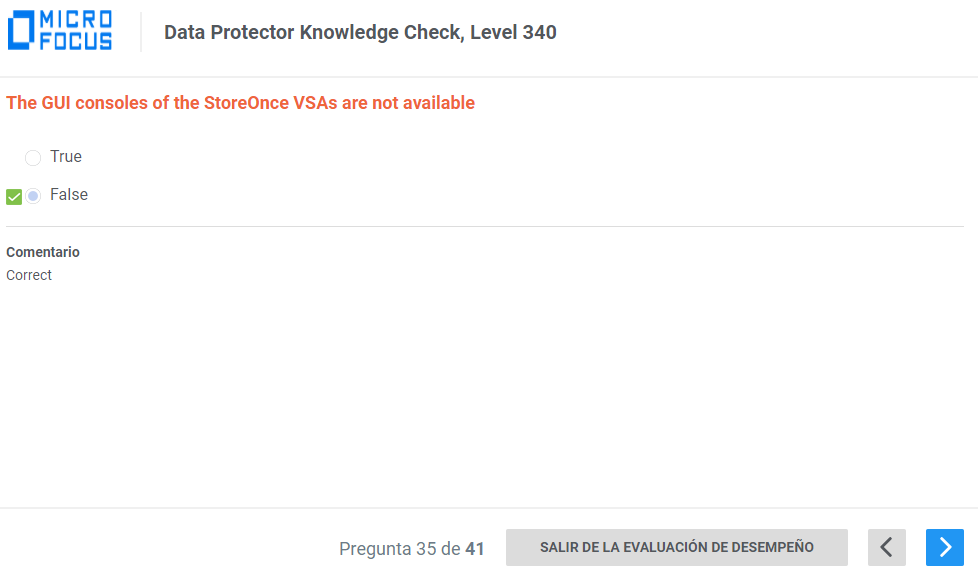 MICRO
FOCUS
Data Protector Knowledge Check, Level 340
The GUI consoles of the StoreOnce VSAs are not available
True
False
Comentario
Correct
Pregunta 35 de 41
SALIR DE LA EVALUACIÓN DE DESEMPEÑO